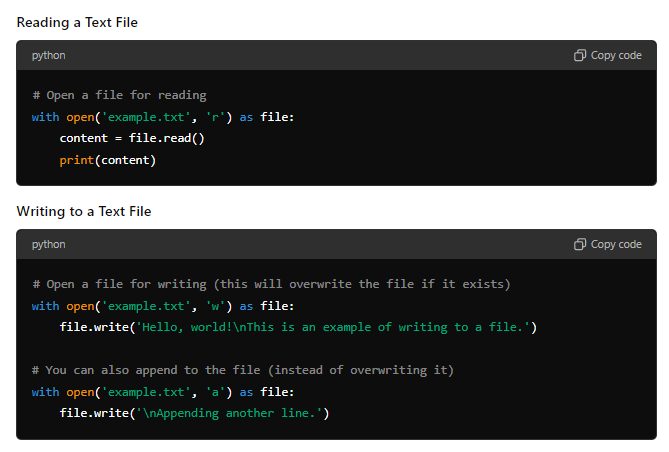 Reading a Text File
python
Copy code
# Open a file for reading
with open('example.txt', 'r') as file:
    content = file.read()
    print(content)
Writing to a Text File
python
Copy code
# Open a file for writing (this will overwrite the file if it exists)
with open('example.txt', 'w') as file:
    file.write('Hello, world!\nThis is an example of writing to a file.')
# You can also append to the file (instead of overwriting it)
with open('example.txt', 'a') as file:
    file.write('\nAppending another line.')